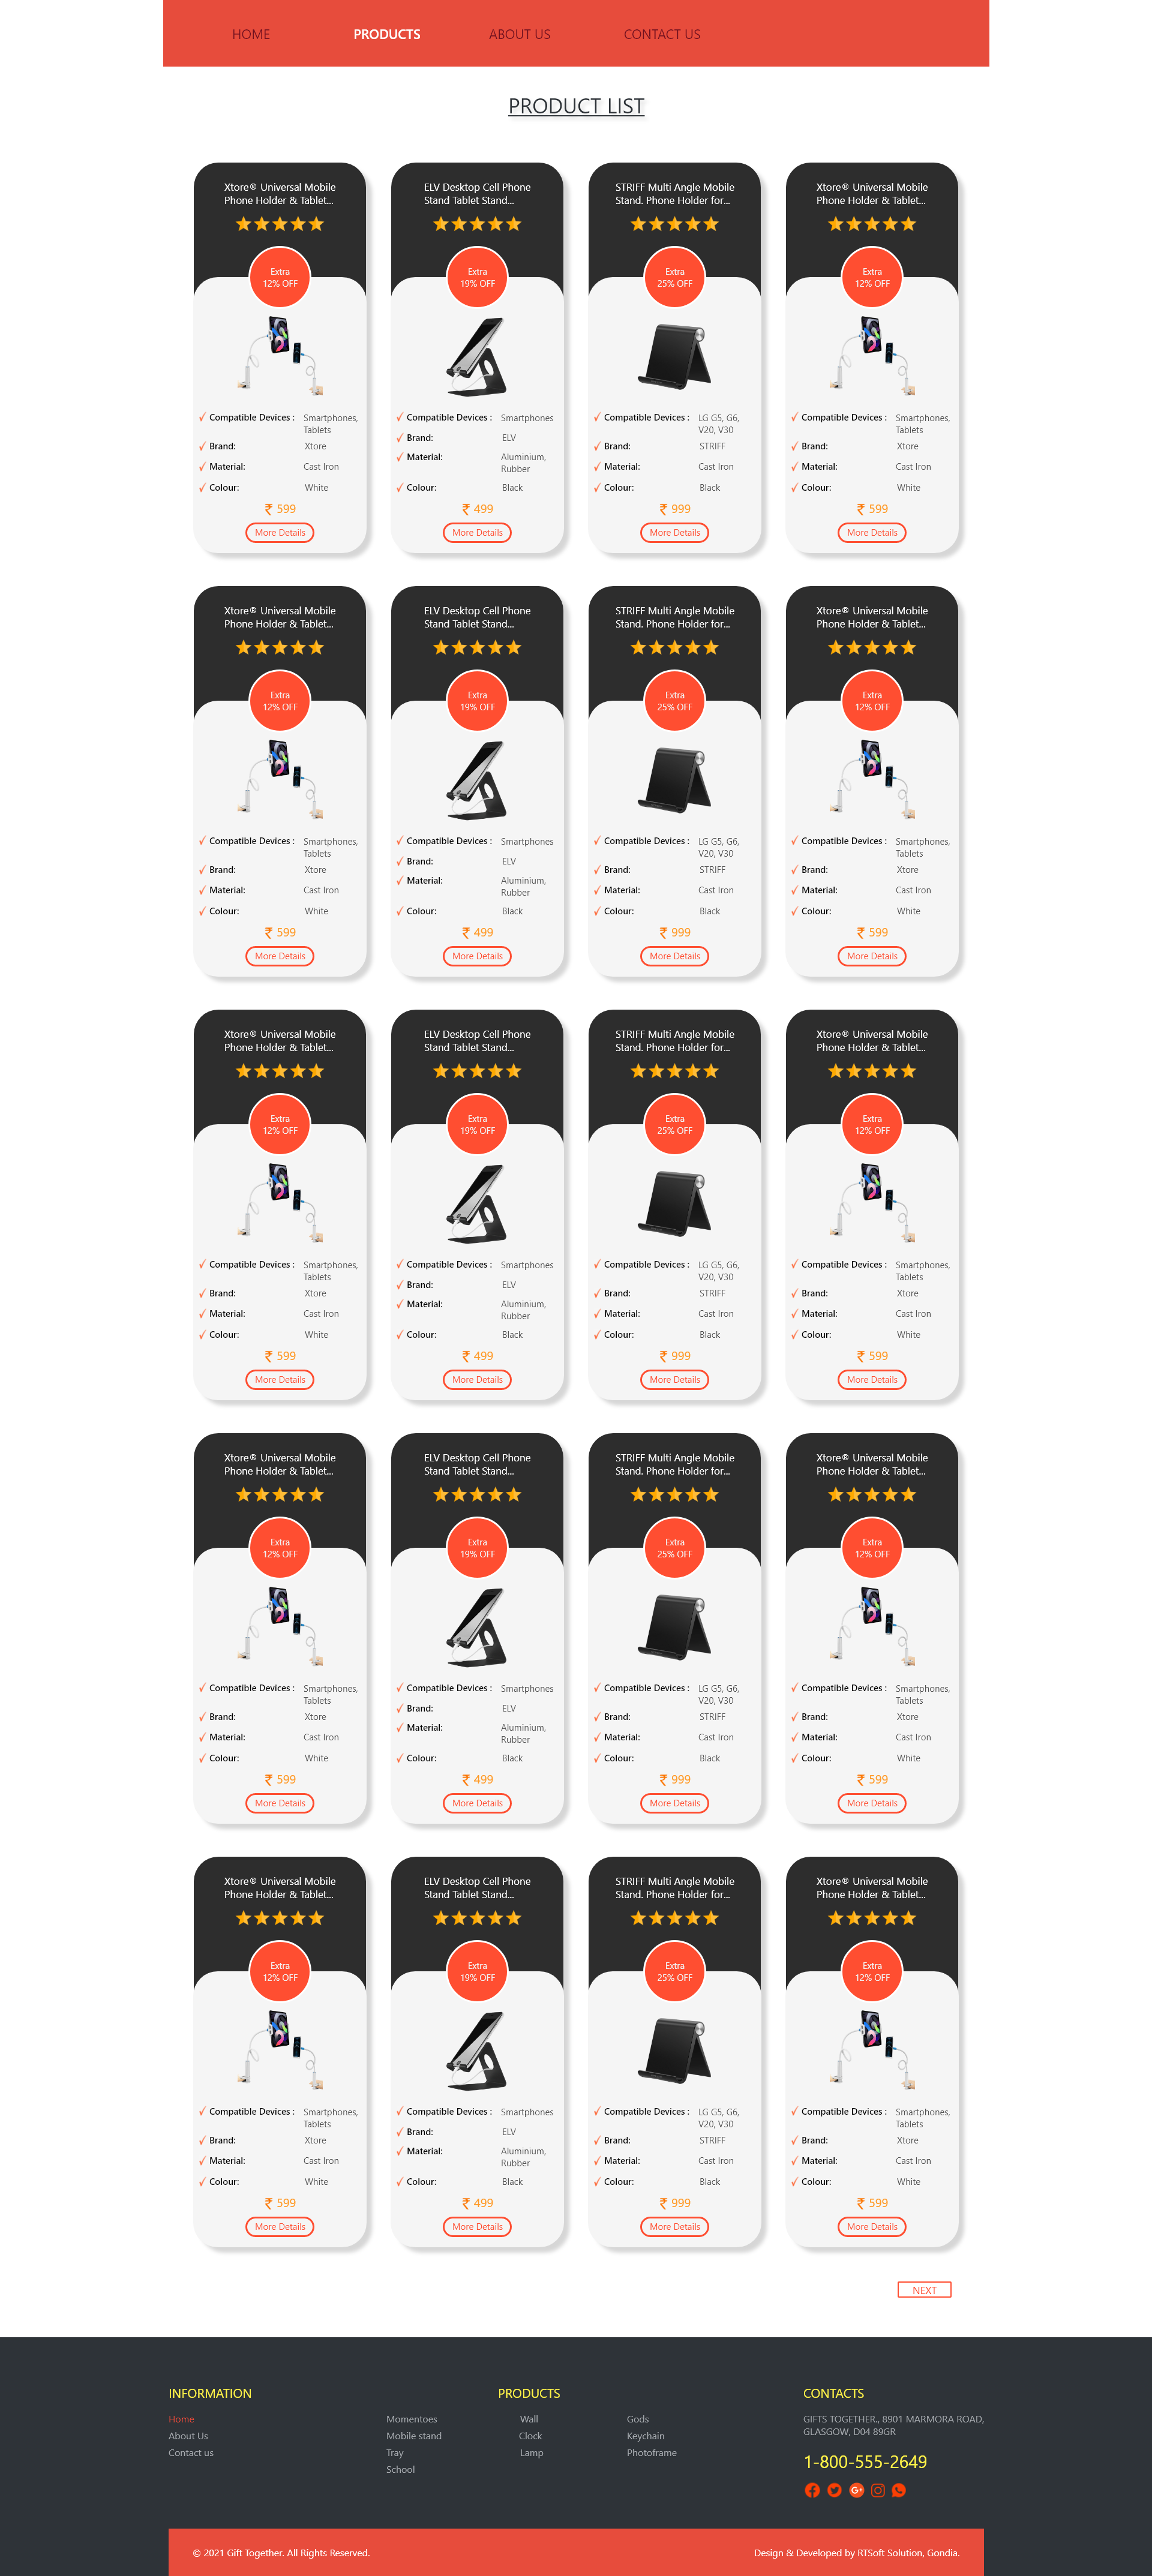 HOME PRODUCTS ABOUT US CONTACT US
PRODUCT LIST
Xtore® Universal Mobile
Phone Holder & Tablet...
Extra
12% OFF
Compatible Devices : Smartphones,
Tablets
Brand: Xtore
Material: Cast Iron
Colour: White
₹ 599
More Details
ELV Desktop Cell Phone
Stand Tablet Stand...
Extra
19% OFF
Compatible Devices : Smartphones
Brand: ELV
Material: Aluminium,
Rubber
Colour: Black
₹ 499
More Details
STRIFF Multi Angle Mobile
Stand. Phone Holder for...
Extra
25% OFF
Compatible Devices : LG G5, G6,
V20, V30
Brand: STRIFF
Material: Cast Iron
Colour: Black
₹ 999
More Details
Xtore® Universal Mobile
Phone Holder & Tablet...
Extra
12% OFF
Compatible Devices : Smartphones,
Tablets
Brand: Xtore
Material: Cast Iron
Colour: White
₹ 599
More Details
Xtore® Universal Mobile
Phone Holder & Tablet...
Extra
12% OFF
Compatible Devices : Smartphones,
Tablets
Brand: Xtore
Material: Cast Iron
Colour: White
₹ 599
More Details
ELV Desktop Cell Phone
Stand Tablet Stand...
Extra
19% OFF
Compatible Devices : Smartphones
Brand: ELV
Material: Aluminium,
Rubber
Colour: Black
₹ 499
More Details
STRIFF Multi Angle Mobile
Stand. Phone Holder for...
Extra
25% OFF
Compatible Devices : LG G5, G6,
V20, V30
Brand: STRIFF
Material: Cast Iron
Colour: Black
₹ 999
More Details
Xtore® Universal Mobile
Phone Holder & Tablet...
Extra
12% OFF
Compatible Devices : Smartphones,
Tablets
Brand: Xtore
Material: Cast Iron
Colour: White
₹ 599
More Details
Xtore® Universal Mobile
Phone Holder & Tablet...
Extra
12% OFF
Compatible Devices : Smartphones,
Tablets
Brand: Xtore
Material: Cast Iron
Colour: White
₹ 599
More Details
ELV Desktop Cell Phone
Stand Tablet Stand...
Extra
19% OFF
Compatible Devices : Smartphones
Brand: ELV
Material: Aluminium,
Rubber
Colour: Black
₹ 499
More Details
STRIFF Multi Angle Mobile
Stand. Phone Holder for...
Extra
25% OFF
Compatible Devices : LG G5, G6,
V20, V30
Brand: STRIFF
Material: Cast Iron
Colour: Black
₹ 999
More Details
Xtore® Universal Mobile
Phone Holder & Tablet...
Extra
12% OFF
Compatible Devices : Smartphones,
Tablets
Brand: Xtore
Material: Cast Iron
Colour: White
₹ 599
More Details
Xtore® Universal Mobile
Phone Holder & Tablet...
Extra
12% OFF
Compatible Devices : Smartphones,
Tablets
Brand: Xtore
Material: Cast Iron
Colour: White
₹ 599
More Details
ELV Desktop Cell Phone
Stand Tablet Stand...
Extra
19% OFF
Compatible Devices : Smartphones
Brand: ELV
Material: Aluminium,
Rubber
Colour: Black
₹ 499
More Details
STRIFF Multi Angle Mobile
Stand. Phone Holder for...
Extra
25% OFF
Compatible Devices : LG G5, G6,
V20, V30
Brand: STRIFF
Material: Cast Iron
Colour: Black
₹ 999
More Details
Xtore® Universal Mobile
Phone Holder & Tablet...
Extra
12% OFF
Compatible Devices : Smartphones,
Tablets
Brand: Xtore
Material: Cast Iron
Colour: White
₹ 599
More Details
Xtore® Universal Mobile
Phone Holder & Tablet...
Extra
12% OFF
Compatible Devices : Smartphones,
Tablets
Brand: Xtore
Material: Cast Iron
Colour: White
₹ 599
More Details
ELV Desktop Cell Phone
Stand Tablet Stand...
Extra
19% OFF
Compatible Devices : Smartphones
Brand: ELV
Material: Aluminium,
Rubber
Colour: Black
₹ 499
More Details
STRIFF Multi Angle Mobile
Stand. Phone Holder for...
Extra
25% OFF
Compatible Devices : LG G5, G6,
V20, V30
Brand: STRIFF
Material: Cast Iron
Colour: Black
₹ 999
More Details
Xtore® Universal Mobile
Phone Holder & Tablet...
Extra
12% OFF
Compatible Devices : Smartphones,
Tablets
Brand: Xtore
Material: Cast Iron
Colour: White
₹ 599
More Details
NEXT
INFORMATION
Home
About Us
Contact us
PRODUCTS
Momentoes Wall Gods
Mobile stand Clock Keychain
Tray Lamp Photoframe
School
CONTACTS
GIFTS TOGETHER., 8901 MARMORA ROAD,
GLASGOW, D04 89GR
1-800-555-2649
© 2021 Gift Together. All Rights Reserved.
Design & Developed by RTSoft Solution, Gondia.